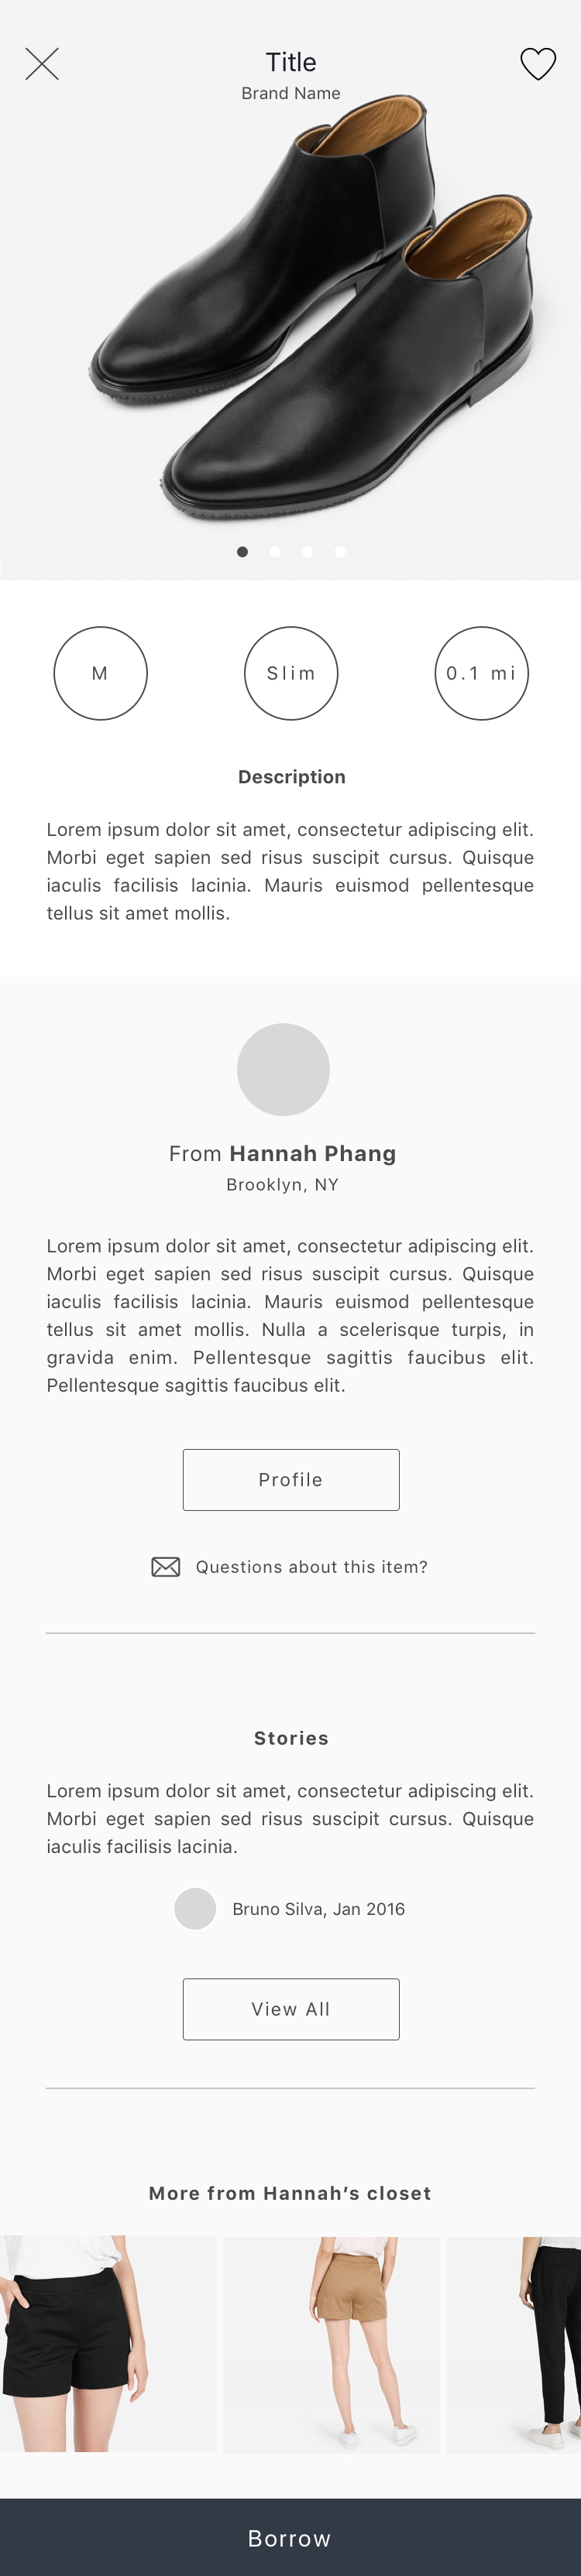 Title
Brand Name
M
Slim
0.1 mi
Description
Lorem ipsum dolor sit amet, consectetur adipiscing elit.
Morbi eget sapien sed risus suscipit cursus. Quisque
iaculis facilisis lacinia. Mauris euismod pellentesque
tellus sit amet mollis.
From Hannah Phang
Brooklyn, NY
Lorem ipsum dolor sit amet, consectetur adipiscing elit.
Morbi eget sapien sed risus suscipit cursus. Quisque
iaculis facilisis lacinia. Mauris euismod pellentesque
tellus sit amet mollis. Nulla a scelerisque turpis, in
gravida enim. Pellentesque sagittis faucibus elit.
Pellentesque sagittis faucibus elit.
Profile
Questions about this item?
Stories
Lorem ipsum dolor sit amet, consectetur adipiscing elit.
Morbi eget sapien sed risus suscipit cursus. Quisque
iaculis facilisis lacinia.
Bruno Silva, Jan 2016
View All
More from Hannah's closet
Borrow